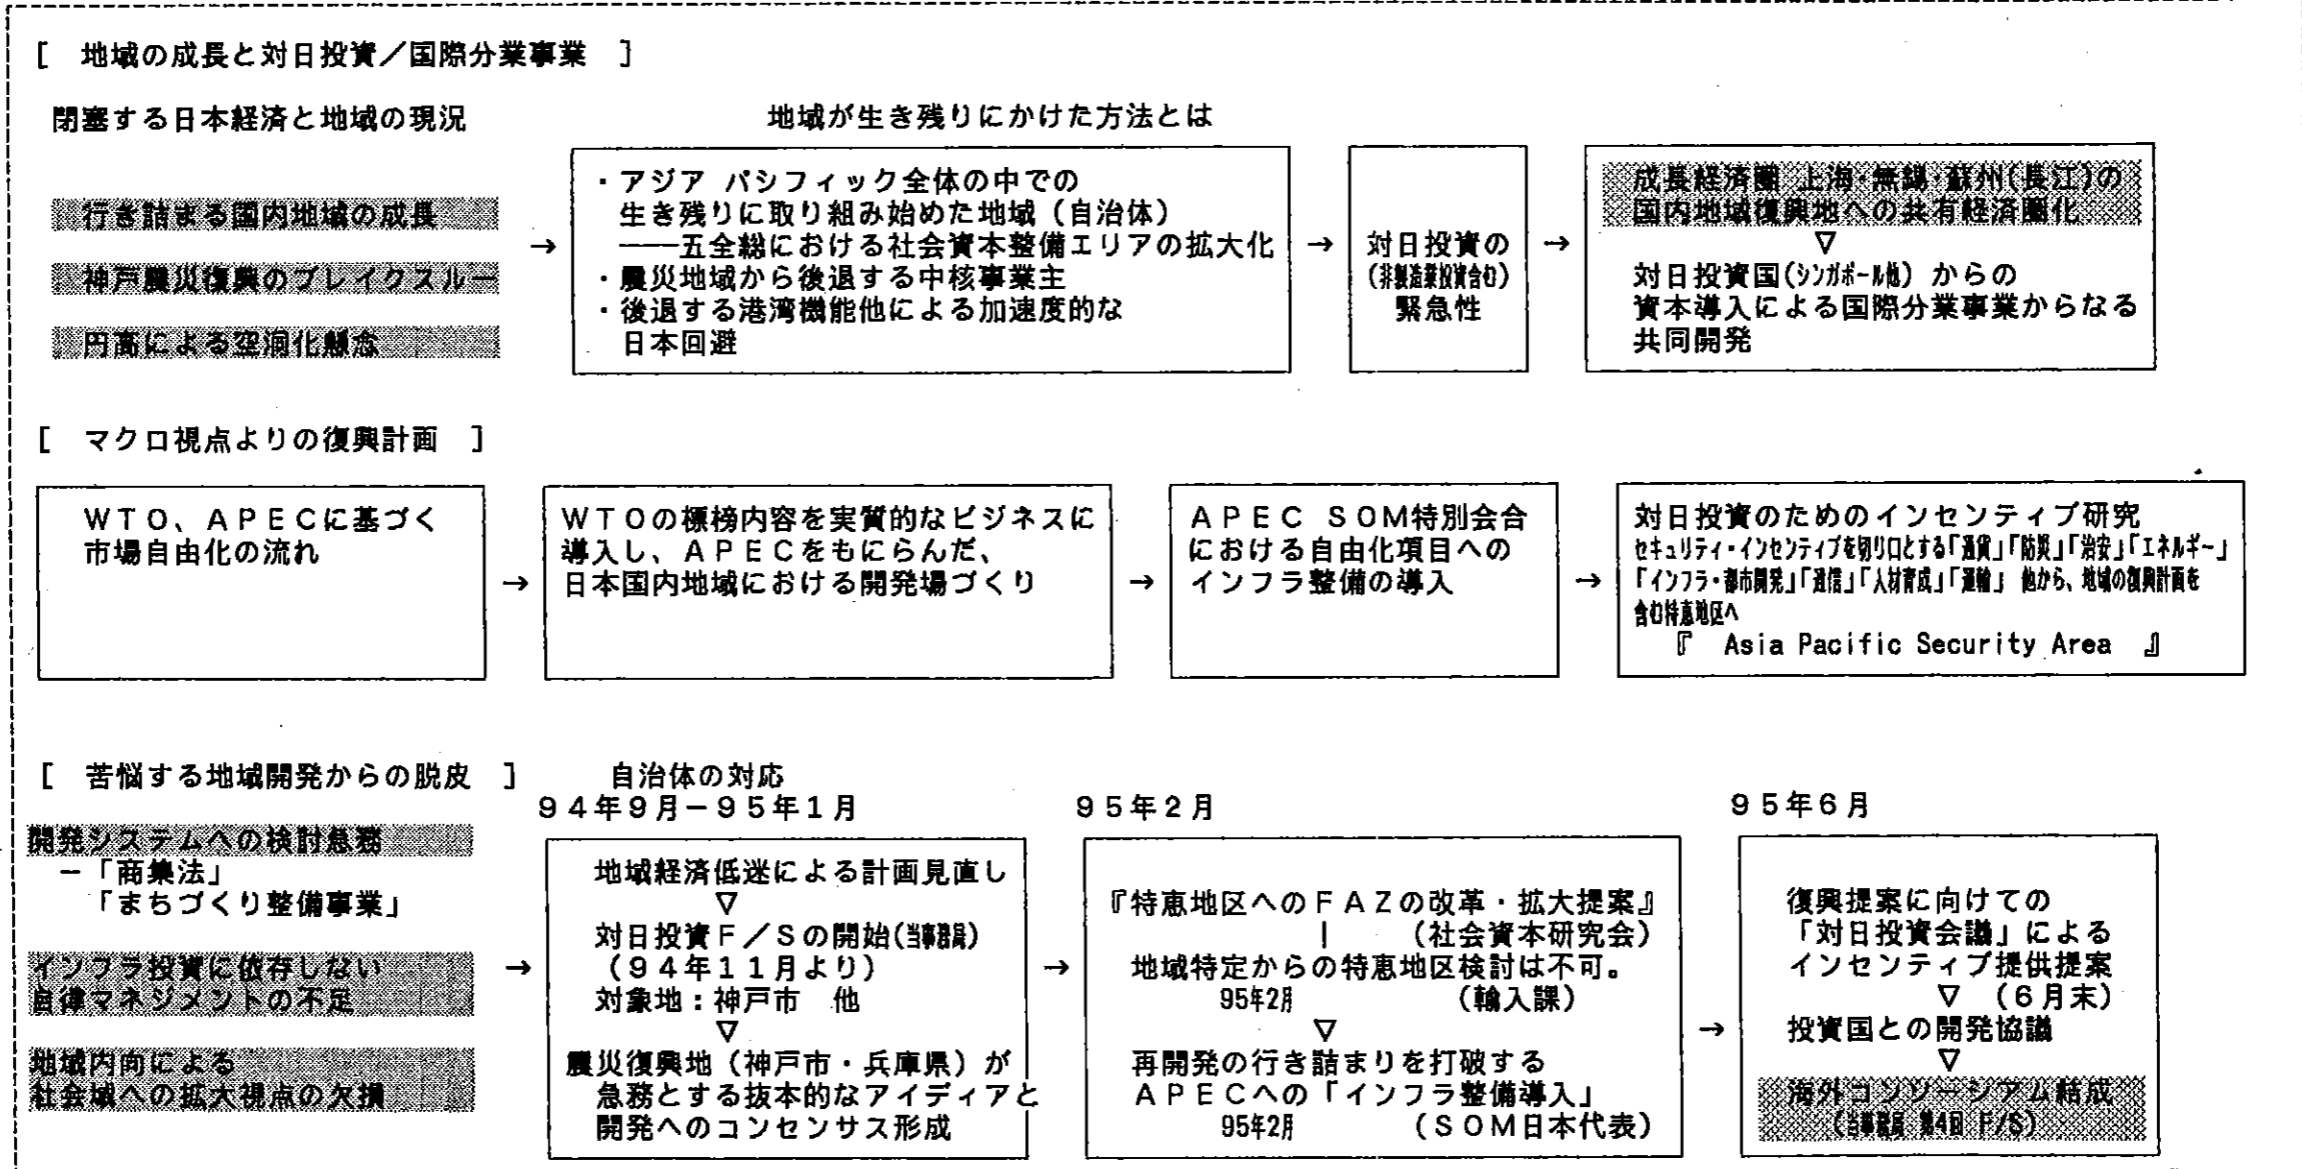 [　地域の成長と対日投資／国際分業事業　]
閉塞する日本経済と地域の現況
地域が生き残りにかけた方法とは
行き詰まる国内地域の成長
神戸震災復興のブレイクスルー
円高による空洞化懸念
→
・アジア パシフィック全体の中での
生き残りに取り組み始めた地域（自治体）
――五全総における社会資本整備エリアの拡大化
・震災地域から後退する中核事業主
・後退する港湾機能他による加速度的な
日本回避
→
対日投資の
(非製造業投資含む)
緊急性
→
成長経済圏 上海・無錫・蘇州(長江)の
国内地域復興地への共有経済圏化
▽
対日投資国(シンガポール他) からの
資本導入による国際分業事業からなる
共同開発
[　マクロ視点よりの復興計画　]
ＷＴＯ、ＡＰＥＣに基づく
市場自由化の流れ
→
ＷＴＯの標榜内容を実質的なビジネスに
導入し、ＡＰＥＣをもにらんだ、
日本国内地域における開発場づくり
→
ＡＰＥＣ ＳＯＭ特別会合
における自由化項目への
インフラ整備の導入
→
対日投資のためのインセンティブ研究
セキュリティ・インセンティブを切り口とする「通貨」「防災」「治安」「エネルギー」
「インフラ・都市開発」「通信」「人材育成」「運輸」 他から、地域の復興計画を
含む特恵地区へ
『　Asia Pacific Security Area　』
[　苦悩する地域開発からの脱皮　]
自治体の対応
９４年９月－９５年１月
９５年２月
９５年６月
開発システムへの検討急務
－「商集法」
「まちづくり整備事業」
インフラ投資に依存しない
自律マネジメントの不足
地域内向による
社会域への拡大視点の欠損
→
地域経済低迷による計画見直し
▽
対日投資Ｆ／Ｓの開始(当事務局)
（９４年１１月より）
対象地：神戸市　他
▽
震災復興地（神戸市・兵庫県）が
急務とする抜本的なアイディアと
開発へのコンセンサス形成
→
『特恵地区へのＦＡＺの改革・拡大提案』
｜　（社会資本研究会）
地域特定からの特恵地区検討は不可。
95年2月　（輸入課）
▽
再開発の行き詰まりを打破する
ＡＰＥＣへの「インフラ整備導入」
95年2月　（ＳＯＭ日本代表）
→
復興提案に向けての
「対日投資会議」による
インセンティブ提供提案
▽　（６月末）
投資国との開発協議
▽
海外コンソーシアム結成
(当事務局 第4回 F/S)